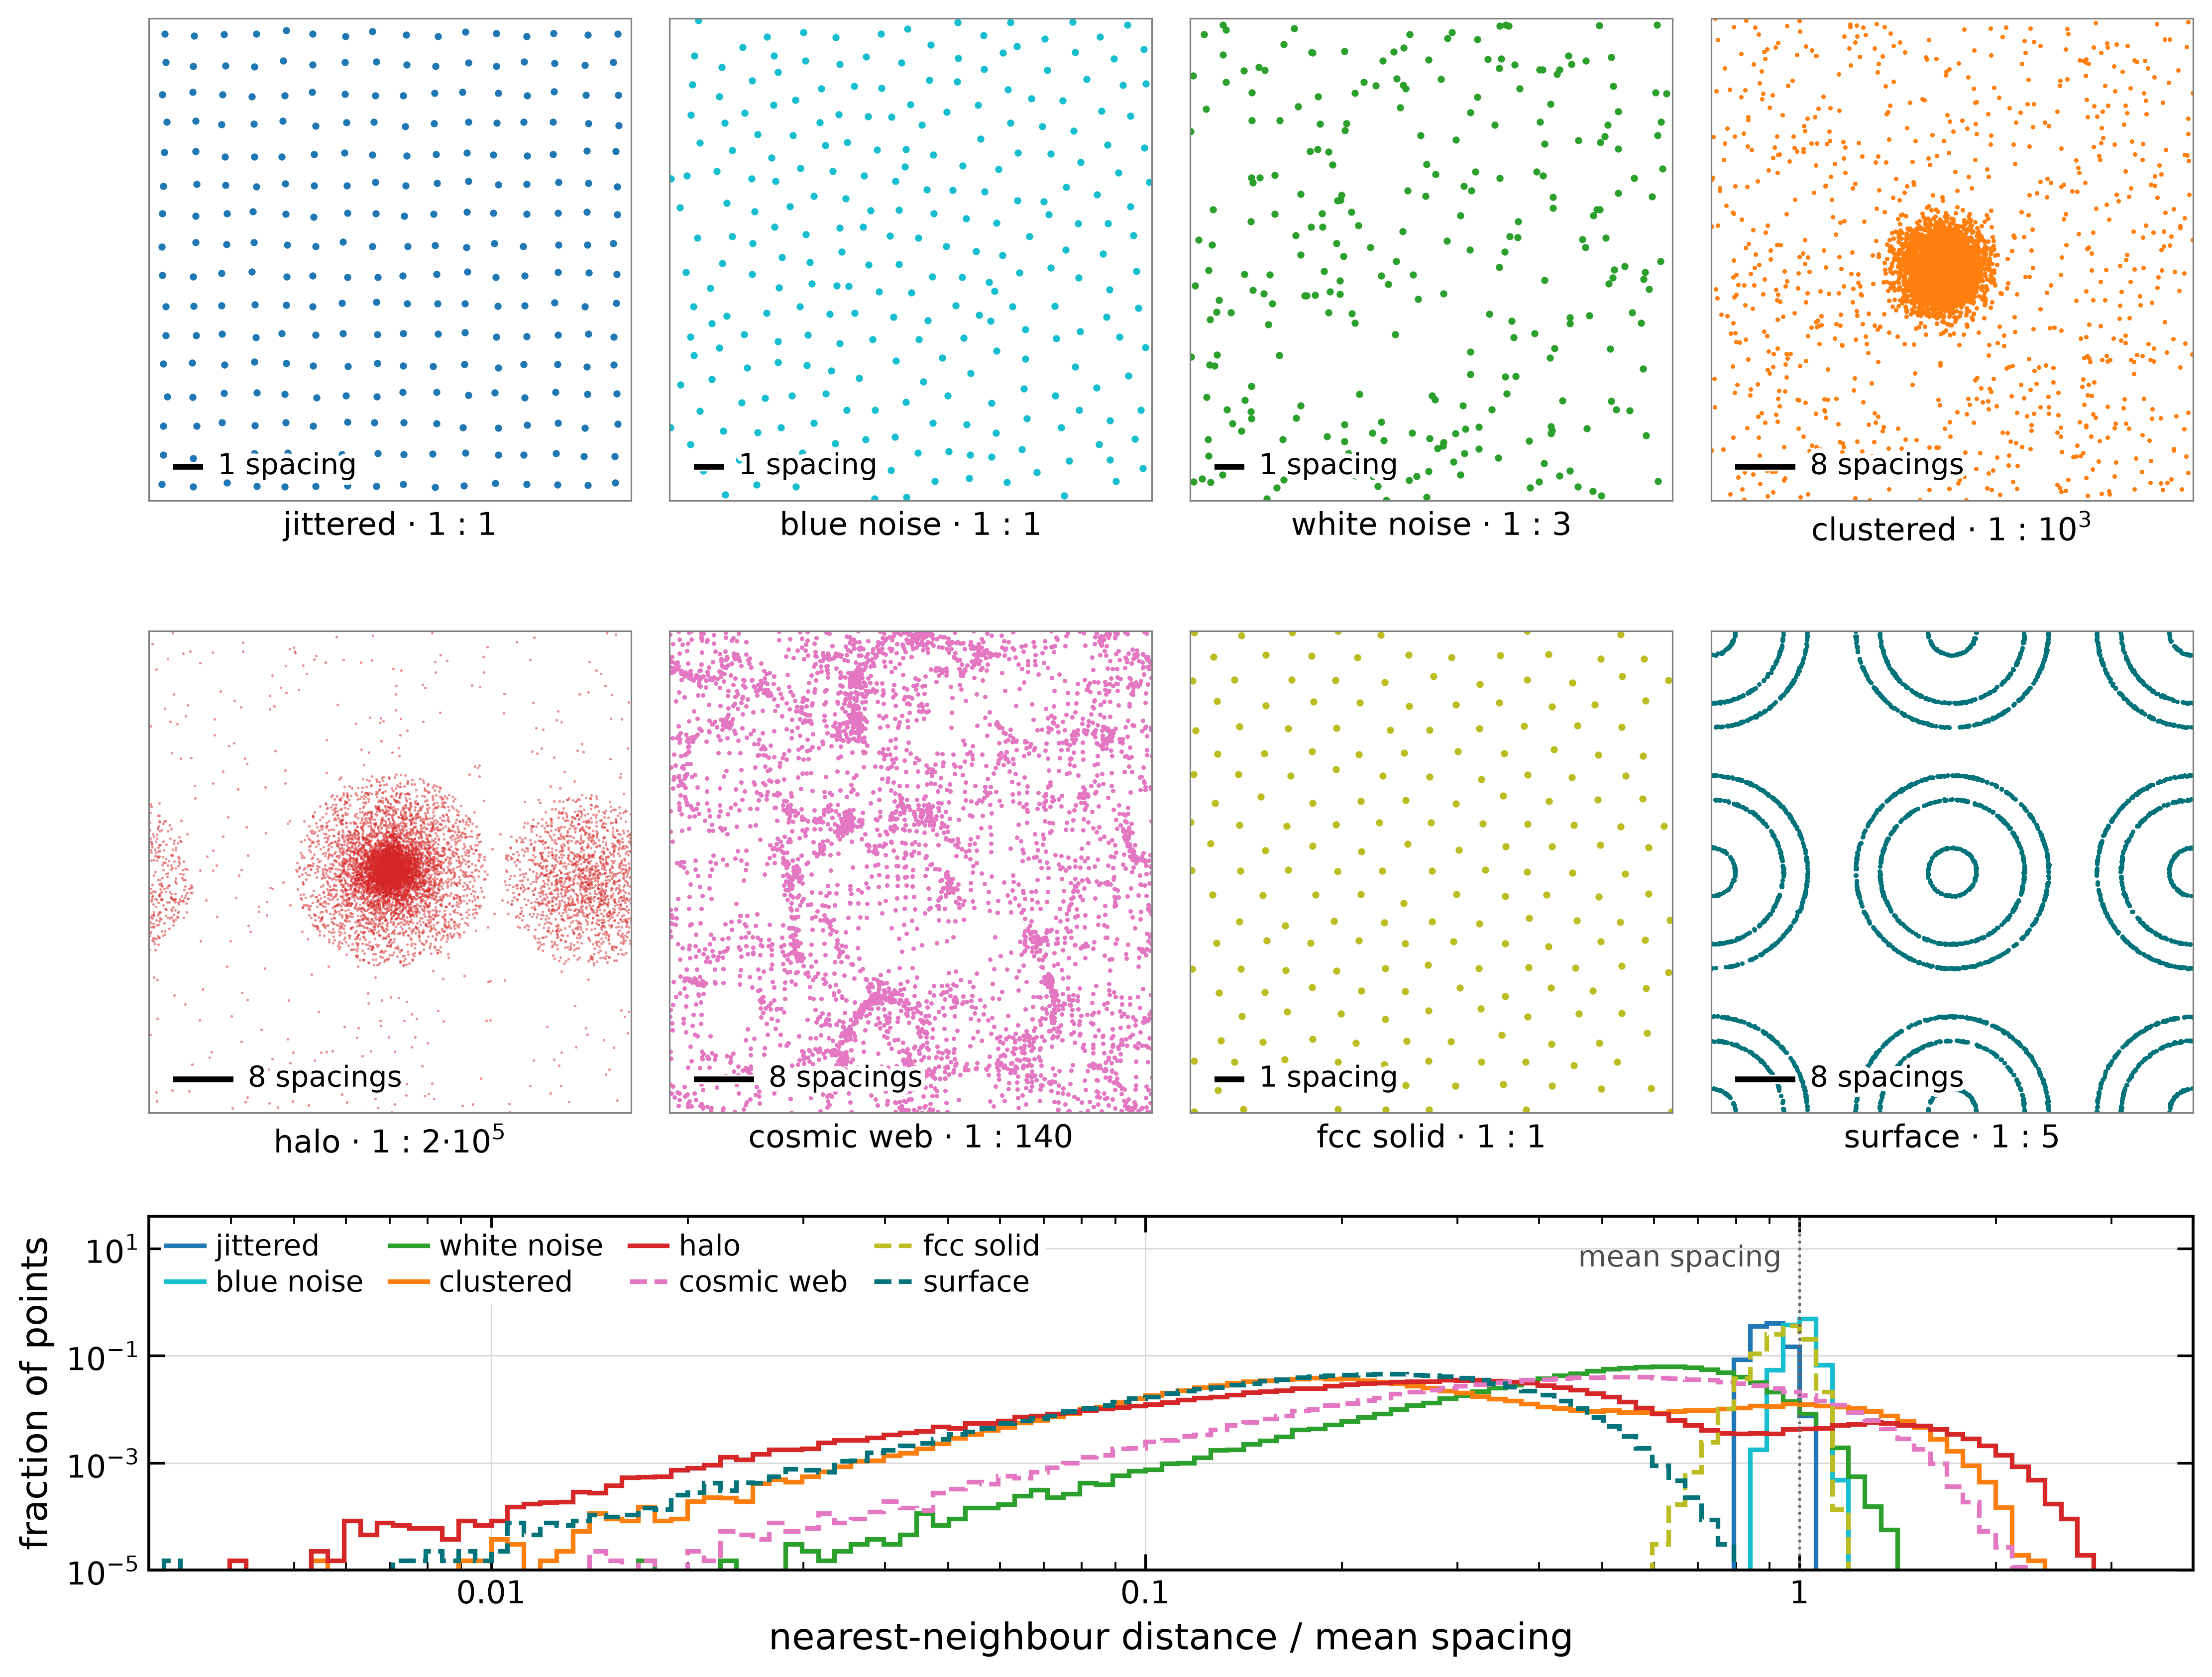 1 spacing
1 spacing
1 spacing
8 spacings
jittered · 1 : 1
blue noise · 1 : 1
white noise · 1 : 3
clustered · 1 : 10³
8 spacings
8 spacings
1 spacing
8 spacings
halo · 1 : 2·10⁵
cosmic web · 1 : 140
fcc solid · 1 : 1
surface · 1 : 5
fraction of points
10¹
10⁻¹
10⁻³
10⁻⁵
jittered
blue noise
white noise
clustered
halo
cosmic web
fcc solid
surface
mean spacing
0.01
0.1
1
nearest-neighbour distance / mean spacing